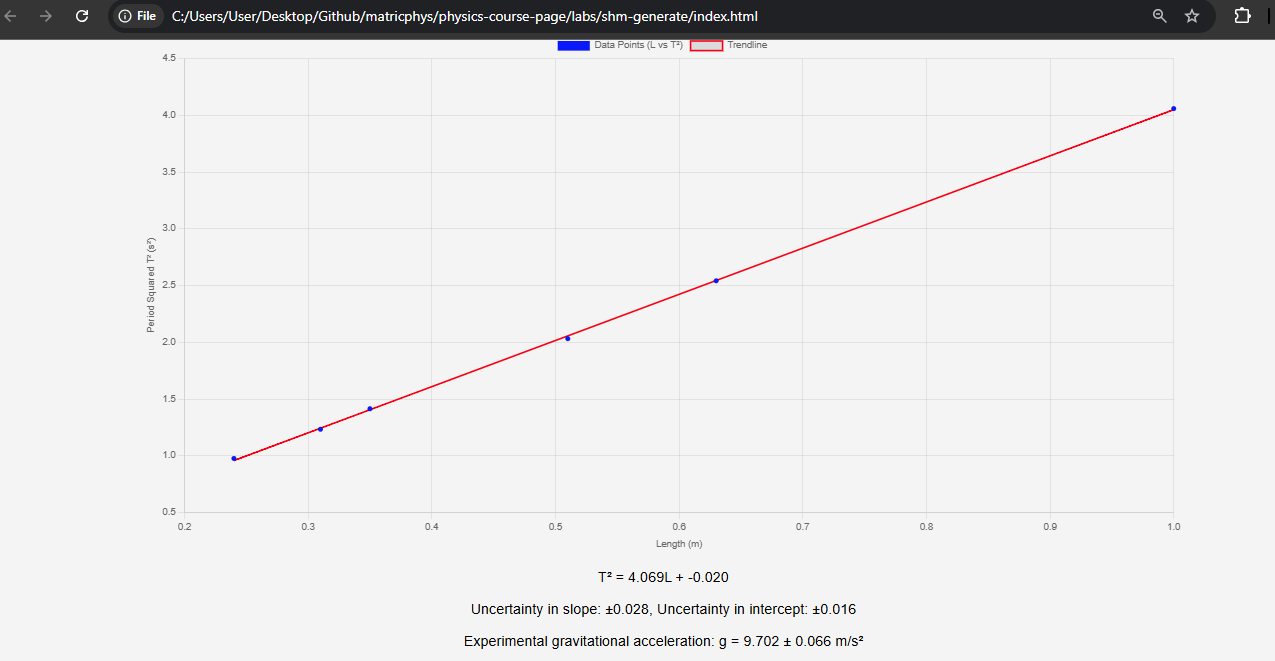 File C:/Users/User/Desktop/Github/matricphys/physics-course-page/labs/shm-generate/index.html
Data Points (L vs T²) Trendline
4.5
4.0
3.5
3.0
2.5
2.0
1.5
1.0
0.5
Period Squared T² (s²)
0.2 0.3 0.4 0.5 0.6 0.7 0.8 0.9 1.0
Length (m)
T² = 4.069L + -0.020
Uncertainty in slope: ±0.028, Uncertainty in intercept: ±0.016
Experimental gravitational acceleration: g = 9.702 ± 0.066 m/s²